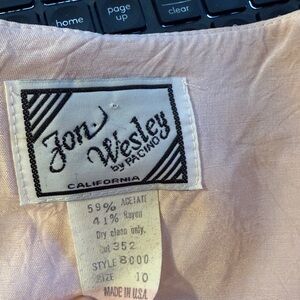 home
page
up
clear
Jon
Wesley
by PACINO
CALIFORNIA
59% ACETATE
41% Rayon
Dry clean only.
Cut 352
STYLE 8000
SIZE 10
MADE IN U.S.A.